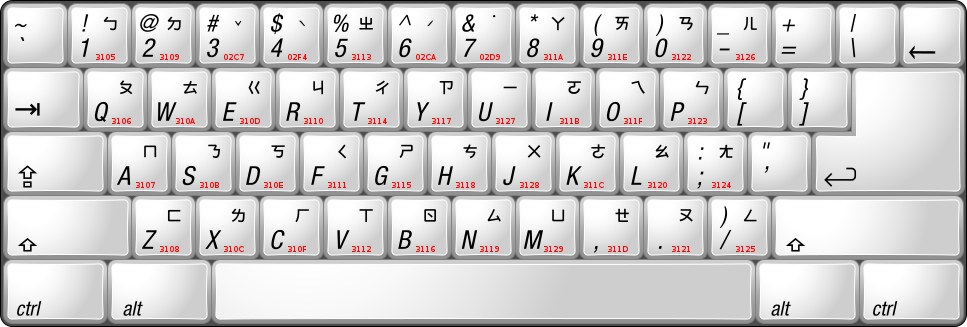 ~ ! ㄅ @ ㄉ # ˇ $ ˋ % ㄓ ^ ˊ & ˙ * ㄚ ( ㄞ ) ㄢ _ ㄦ + |
` 1 3105 2 3109 3 02C7 4 02F4 5 3113 6 02CA 7 02D9 8 311A 9 311E 0 3122 - 3126 = \ ←
ㄆ ㄊ ㄍ ㄐ ㄔ ㄗ ㄧ ㄛ ㄟ ㄣ { }
⇥ Q 3106 W 310A E 310D R 3110 T 3114 Y 3117 U 3127 I 311B O 311F P 3123 [ ]
ㄇ ㄋ ㄎ ㄑ ㄕ ㄘ ㄨ ㄜ ㄠ : ㄤ "
A 3107 S 310B D 310E F 3111 G 3115 H 3118 J 3128 K 311C L 3120 ; 3124 '
ㄈ ㄌ ㄏ ㄒ ㄖ ㄙ ㄩ ㄝ ㄡ ) ㄥ
Z 3108 X 310C C 310F V 3112 B 3116 N 3119 M 3129 , 311D . 3121 / 3125
ctrl alt alt ctrl